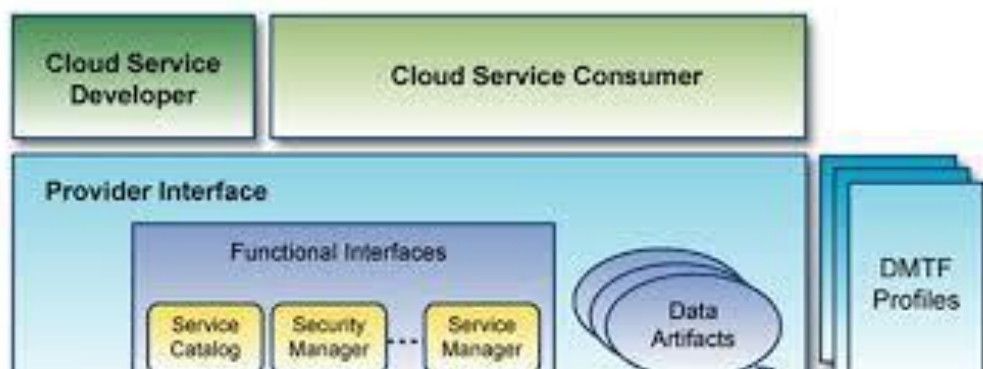 Cloud Service
Developer
Cloud Service Consumer
Provider Interface
Functional Interfaces
Service
Catalog
Security
Manager
Service
Manager
Data
Artifacts
DMTF
Profiles